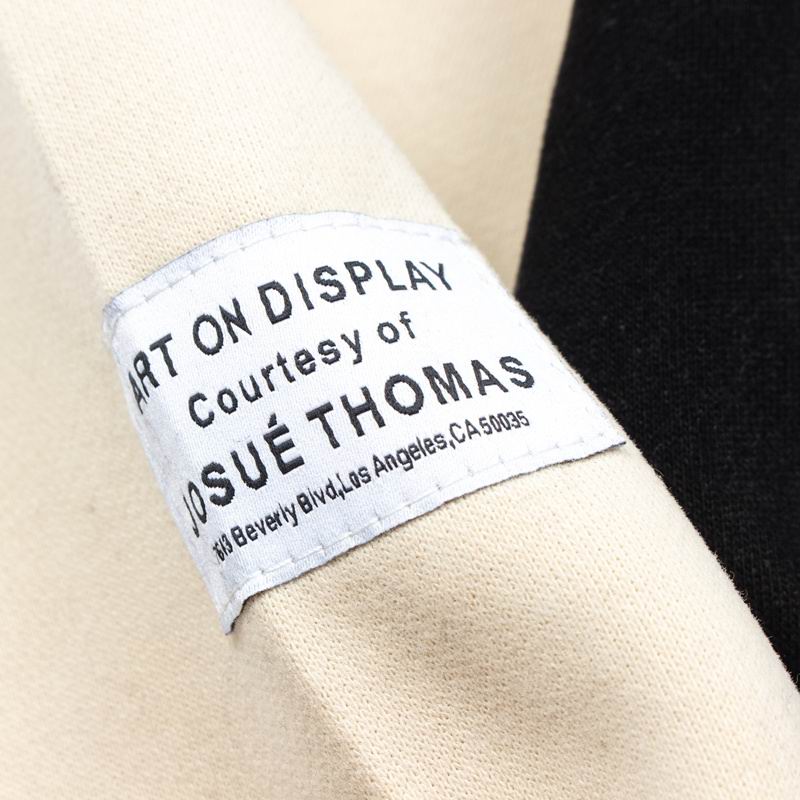 ART ON DISPLAY
Courtesy of
JOSUÉ THOMAS
Beverly Blvd,Los Angeles,CA 50035